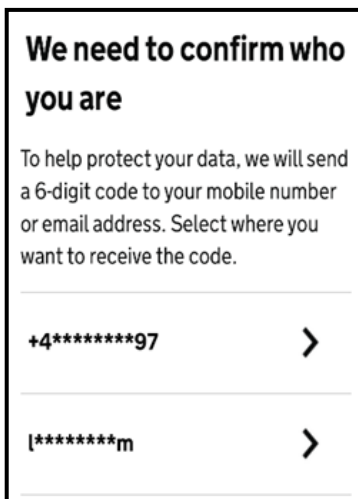 We need to confirm who
you are
To help protect your data, we will send
a 6-digit code to your mobile number
or email address. Select where you
want to receive the code.
+4********97
l********m